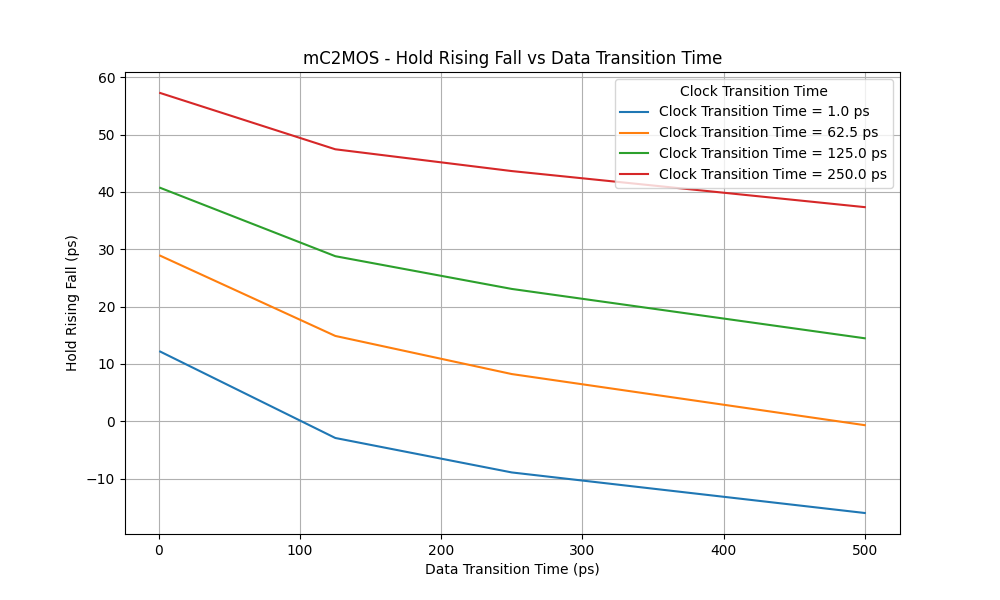 mC2MOS - Hold Rising Fall vs Data Transition Time
Hold Rising Fall (ps)
60
50
40
30
20
10
0
−10
Clock Transition Time
Clock Transition Time = 1.0 ps
Clock Transition Time = 62.5 ps
Clock Transition Time = 125.0 ps
Clock Transition Time = 250.0 ps
0 100 200 300 400 500
Data Transition Time (ps)